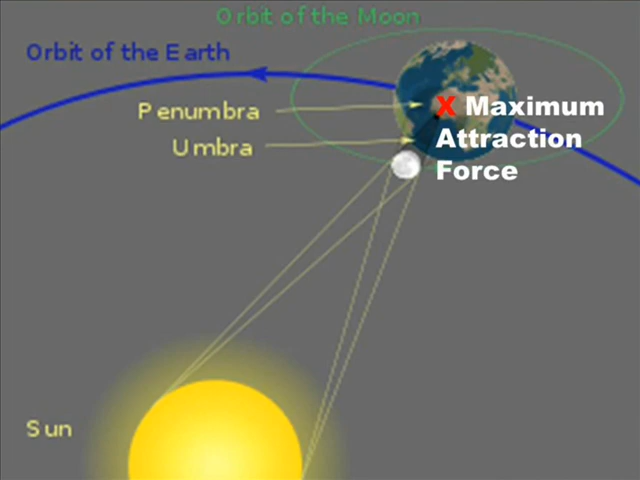 Orbit of the Moon
Orbit of the Earth
Penumbra
X Maximum
Attraction
Force
Umbra
Sun